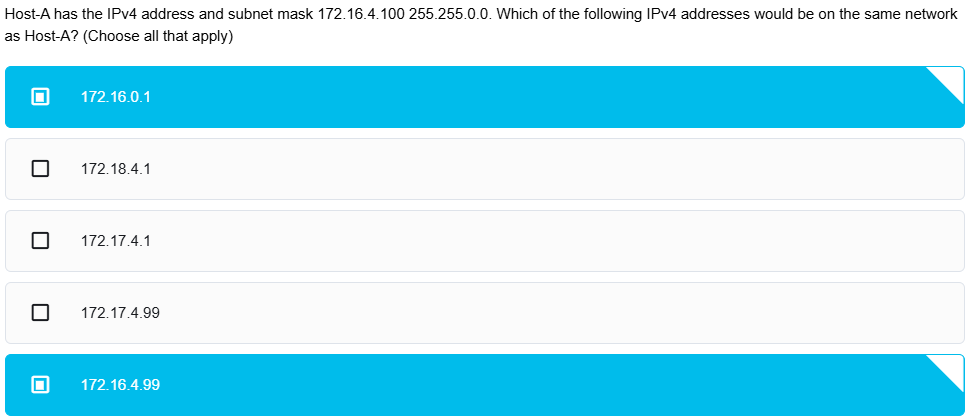 Host-A has the IPv4 address and subnet mask 172.16.4.100 255.255.0.0. Which of the following IPv4 addresses would be on the same network
as Host-A? (Choose all that apply)
172.16.0.1
172.18.4.1
172.17.4.1
172.17.4.99
172.16.4.99